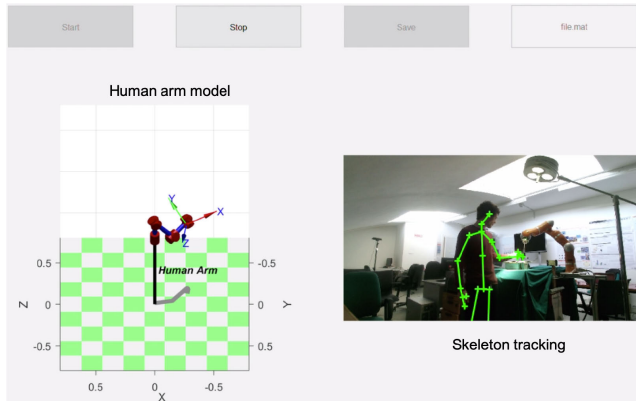 Start
Stop
Save
file.mat
Human arm model
Y
X
Z
Human Arm
0.5
0
-0.5
Z
-0.5
0
0.5
Y
0.5
0
-0.5
X
Skeleton tracking